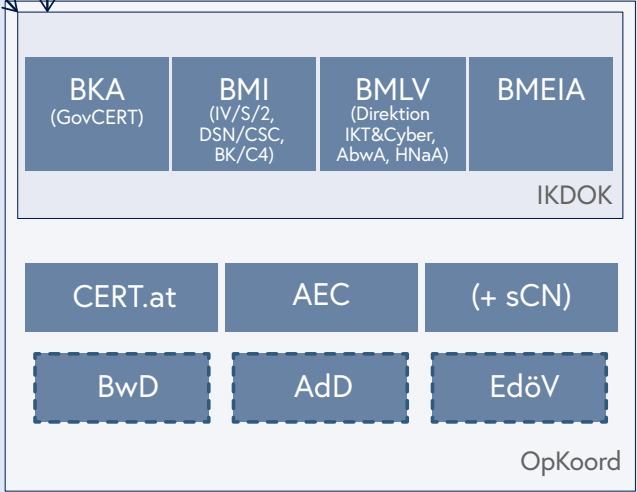 BKA
(GovCERT)
BMI
(IV/S/2,
DSN/CSC,
BK/C4)
BMLV
(Direktion
IKT&Cyber,
AbwA, HNaA)
BMEIA
IKDOK
CERT.at
AEC
(+ sCN)
BwD
AdD
EdöV
OpKoord